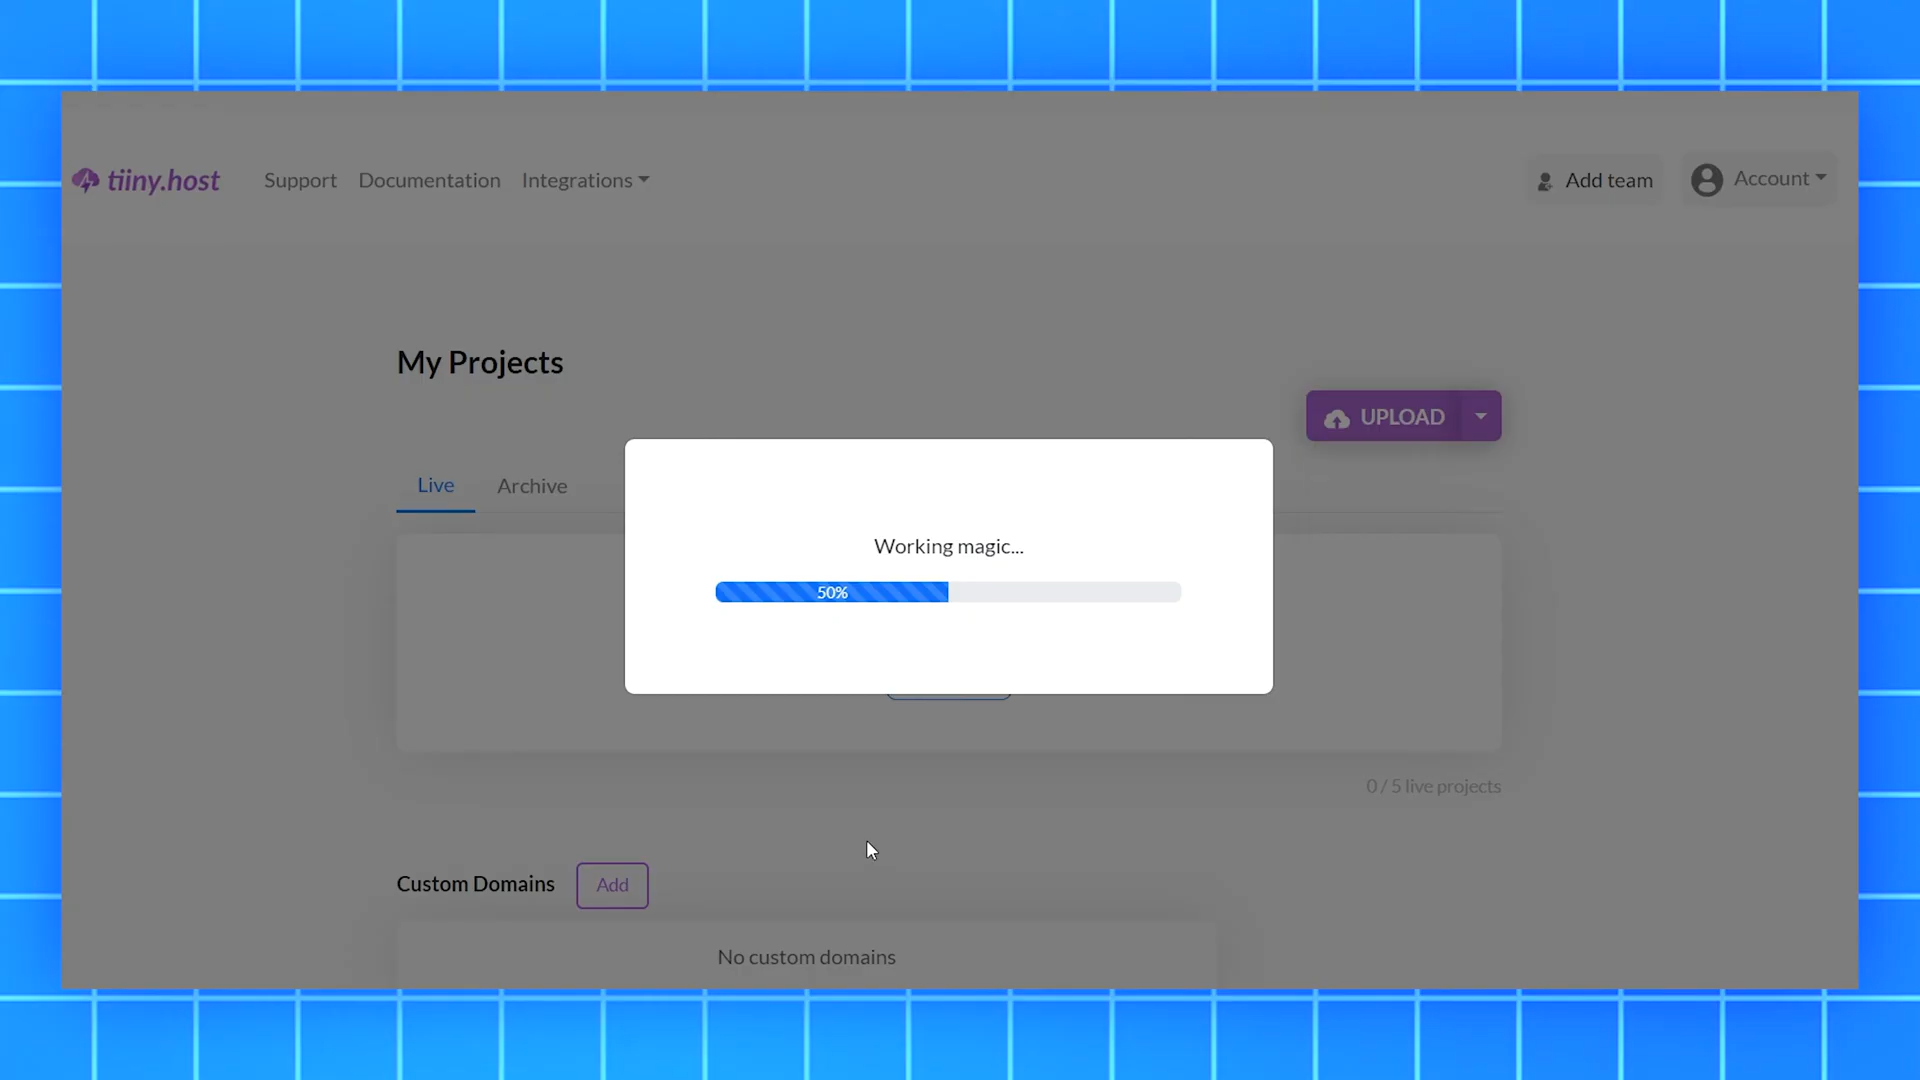 tiiny.host Support Documentation Integrations Add team Account
My Projects
UPLOAD
Live Archive
Working magic...
50%
0 / 5 live projects
Custom Domains Add
No custom domains